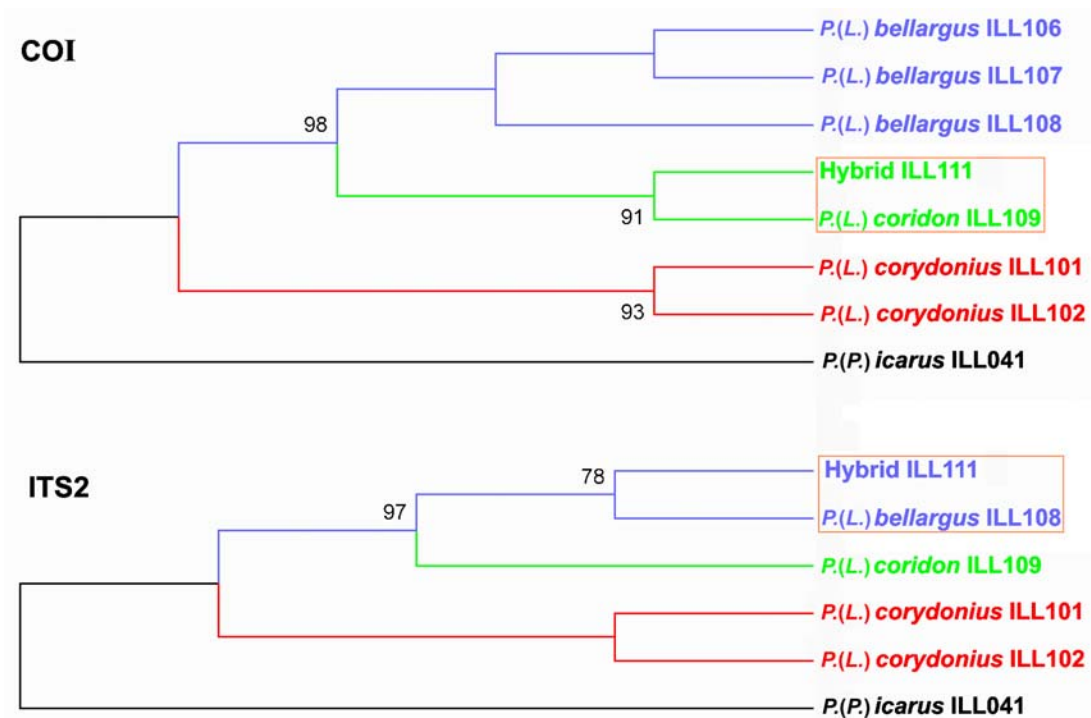 COI
P.(L.) bellargus ILL106
P.(L.) bellargus ILL107
P.(L.) bellargus ILL108
98
Hybrid ILL111
P.(L.) coridon ILL109
91
P.(L.) corydonius ILL101
P.(L.) corydonius ILL102
93
P.(P.) icarus ILL041
ITS2
Hybrid ILL111
78
P.(L.) bellargus ILL108
97
P.(L.) coridon ILL109
P.(L.) corydonius ILL101
P.(L.) corydonius ILL102
P.(P.) icarus ILL041